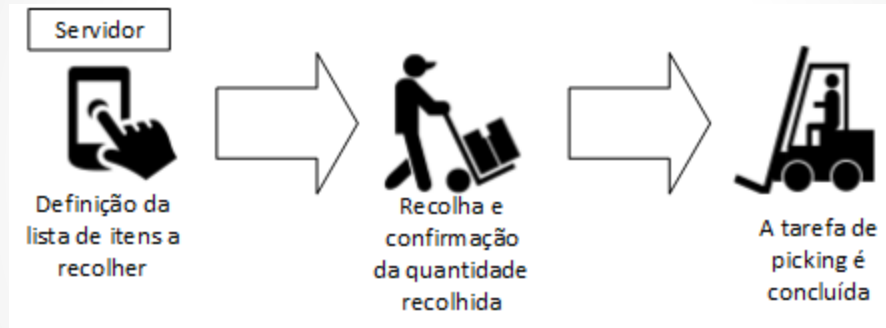 Servidor
Definição da
lista de itens a
recolher
Recolha e
confirmação
da quantidade
recolhida
A tarefa de
picking é
concluída